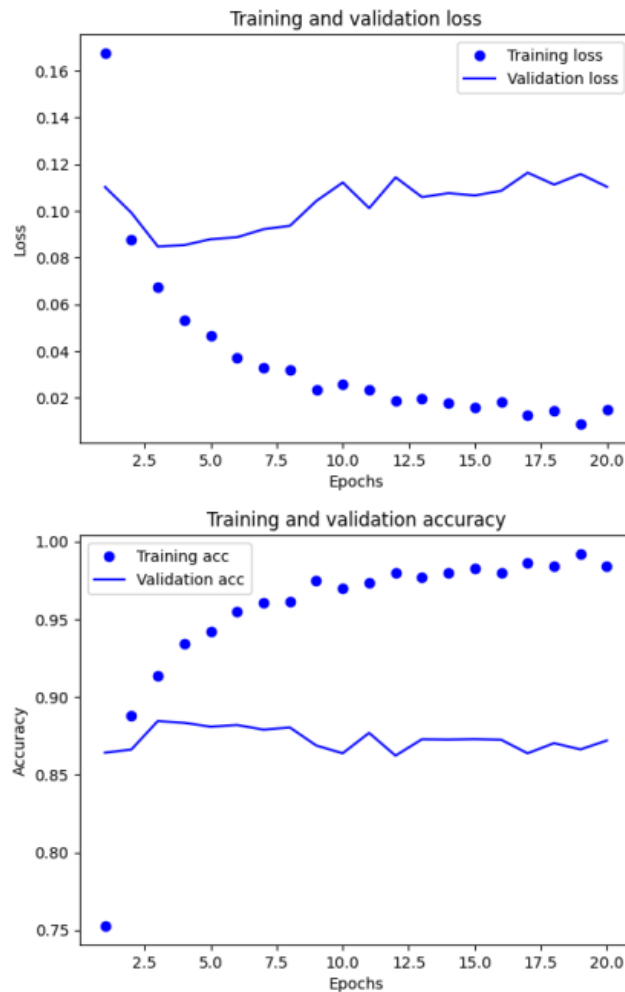 Training and validation loss
Training loss
Validation loss
0.16
0.14
0.12
0.10
0.08
0.06
0.04
0.02
Loss
2.5 5.0 7.5 10.0 12.5 15.0 17.5 20.0
Epochs
Training and validation accuracy
Training acc
Validation acc
1.00
0.95
0.90
0.85
0.80
0.75
Accuracy
2.5 5.0 7.5 10.0 12.5 15.0 17.5 20.0
Epochs